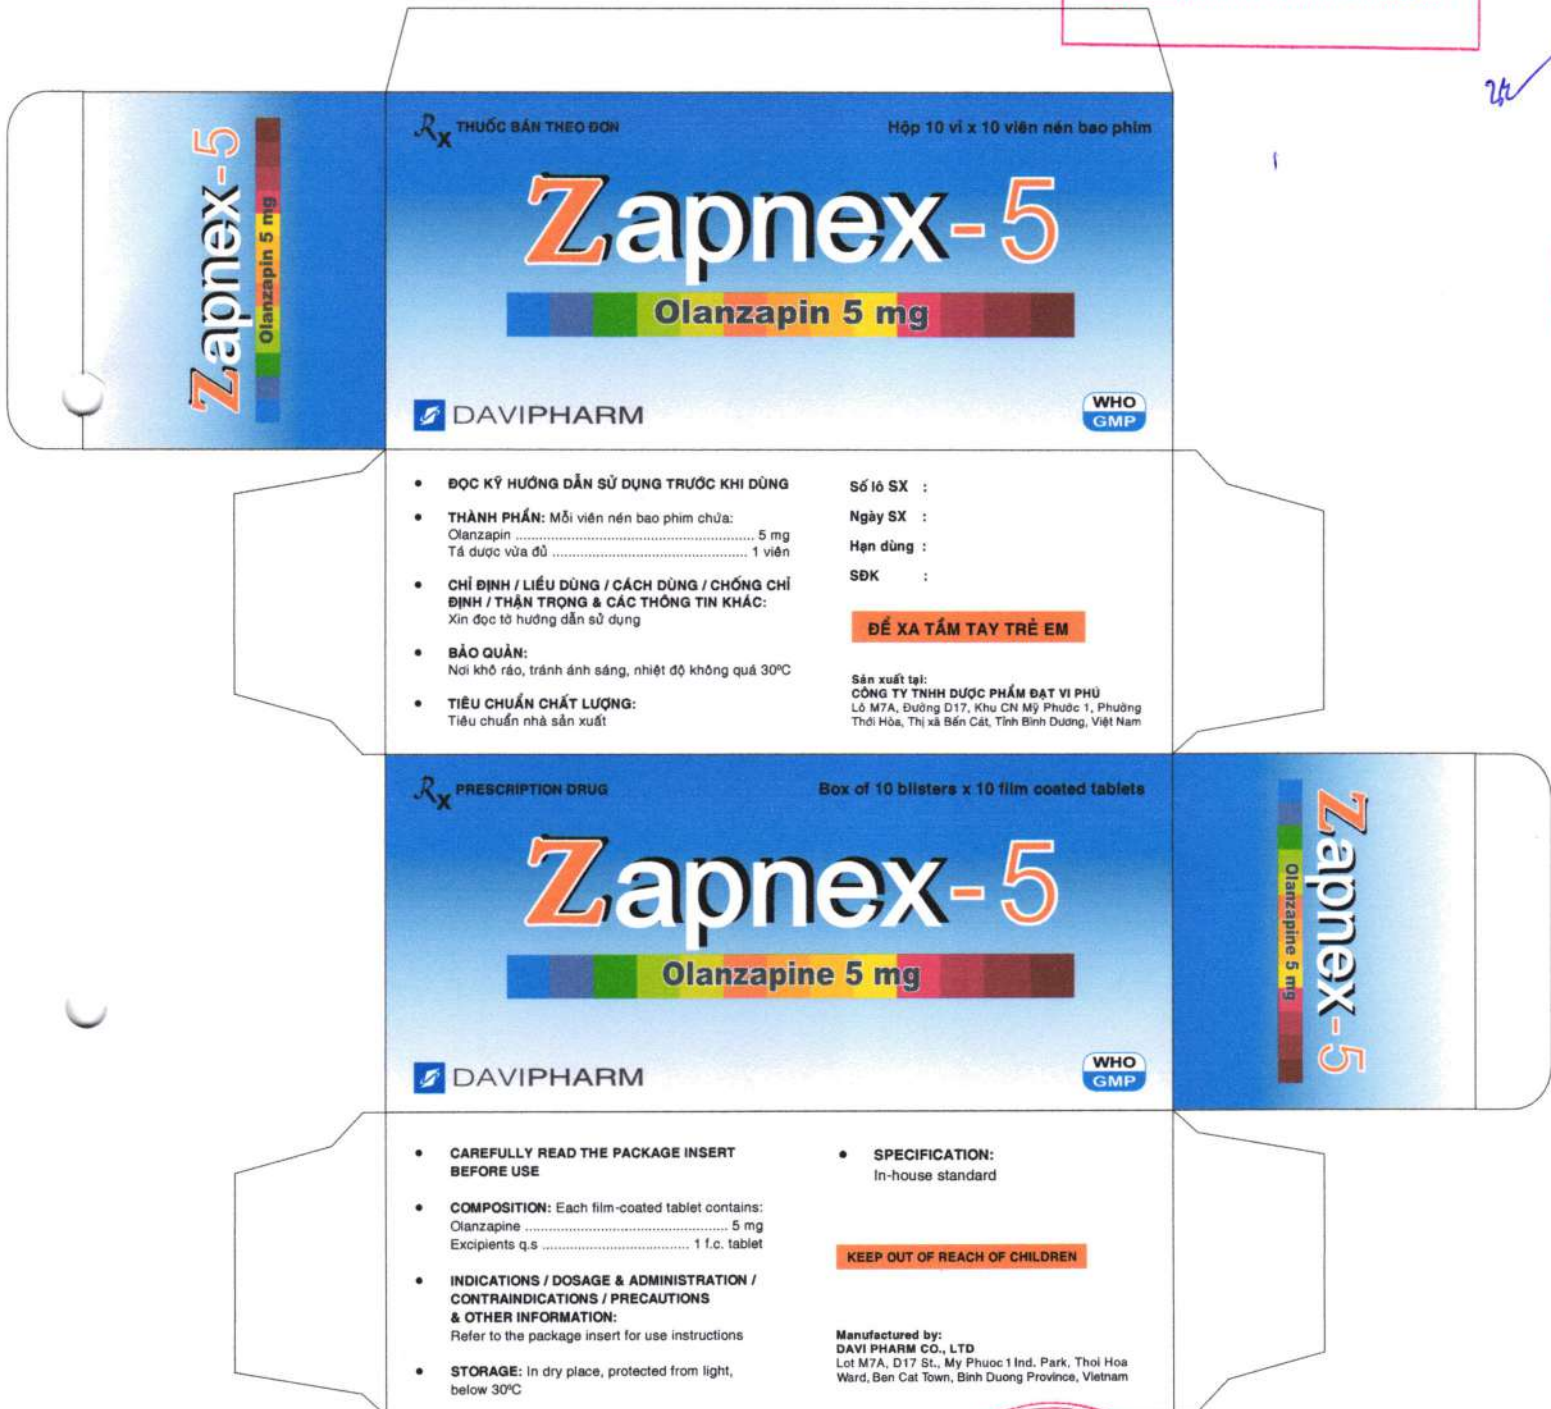 Zapnex-5
Olanzapin 5 mg
Rx THUỐC BÁN THEO ĐƠN
Hộp 10 vỉ x 10 viên nén bao phim
Zapnex-5
Olanzapin 5 mg
DAVIPHARM
WHO
GMP
• ĐỌC KỸ HƯỚNG DẪN SỬ DỤNG TRƯỚC KHI DÙNG
• THÀNH PHẦN: Mỗi viên nén bao phim chứa:
Olanzapin ............................................................ 5 mg
Tá dược vừa đủ ................................................. 1 viên
• CHỈ ĐỊNH / LIỀU DÙNG / CÁCH DÙNG / CHỐNG CHỈ
ĐỊNH / THẬN TRỌNG & CÁC THÔNG TIN KHÁC:
Xin đọc tờ hướng dẫn sử dụng
• BẢO QUẢN:
Nơi khô ráo, tránh ánh sáng, nhiệt độ không quá 30ºC
• TIÊU CHUẨN CHẤT LƯỢNG:
Tiêu chuẩn nhà sản xuất
Số lô SX :
Ngày SX :
Hạn dùng :
SĐK :
ĐỂ XA TẦM TAY TRẺ EM
Sản xuất tại:
CÔNG TY TNHH DƯỢC PHẨM ĐẠT VI PHÚ
Lô M7A, Đường D17, Khu CN Mỹ Phước 1, Phường
Thới Hòa, Thị xã Bến Cát, Tỉnh Bình Dương, Việt Nam
Rx PRESCRIPTION DRUG
Box of 10 blisters x 10 film coated tablets
Zapnex-5
Olanzapine 5 mg
DAVIPHARM
WHO
GMP
Zapnex-5
Olanzapine 5 mg
• CAREFULLY READ THE PACKAGE INSERT
BEFORE USE
• COMPOSITION: Each film-coated tablet contains:
Olanzapine ................................................... 5 mg
Excipients q.s ..................................... 1 f.c. tablet
• INDICATIONS / DOSAGE & ADMINISTRATION /
CONTRAINDICATIONS / PRECAUTIONS
& OTHER INFORMATION:
Refer to the package insert for use instructions
• STORAGE: In dry place, protected from light,
below 30ºC
• SPECIFICATION:
In-house standard
KEEP OUT OF REACH OF CHILDREN
Manufactured by:
DAVI PHARM CO., LTD
Lot M7A, D17 St., My Phuoc 1 Ind. Park, Thoi Hoa
Ward, Ben Cat Town, Binh Duong Province, Vietnam